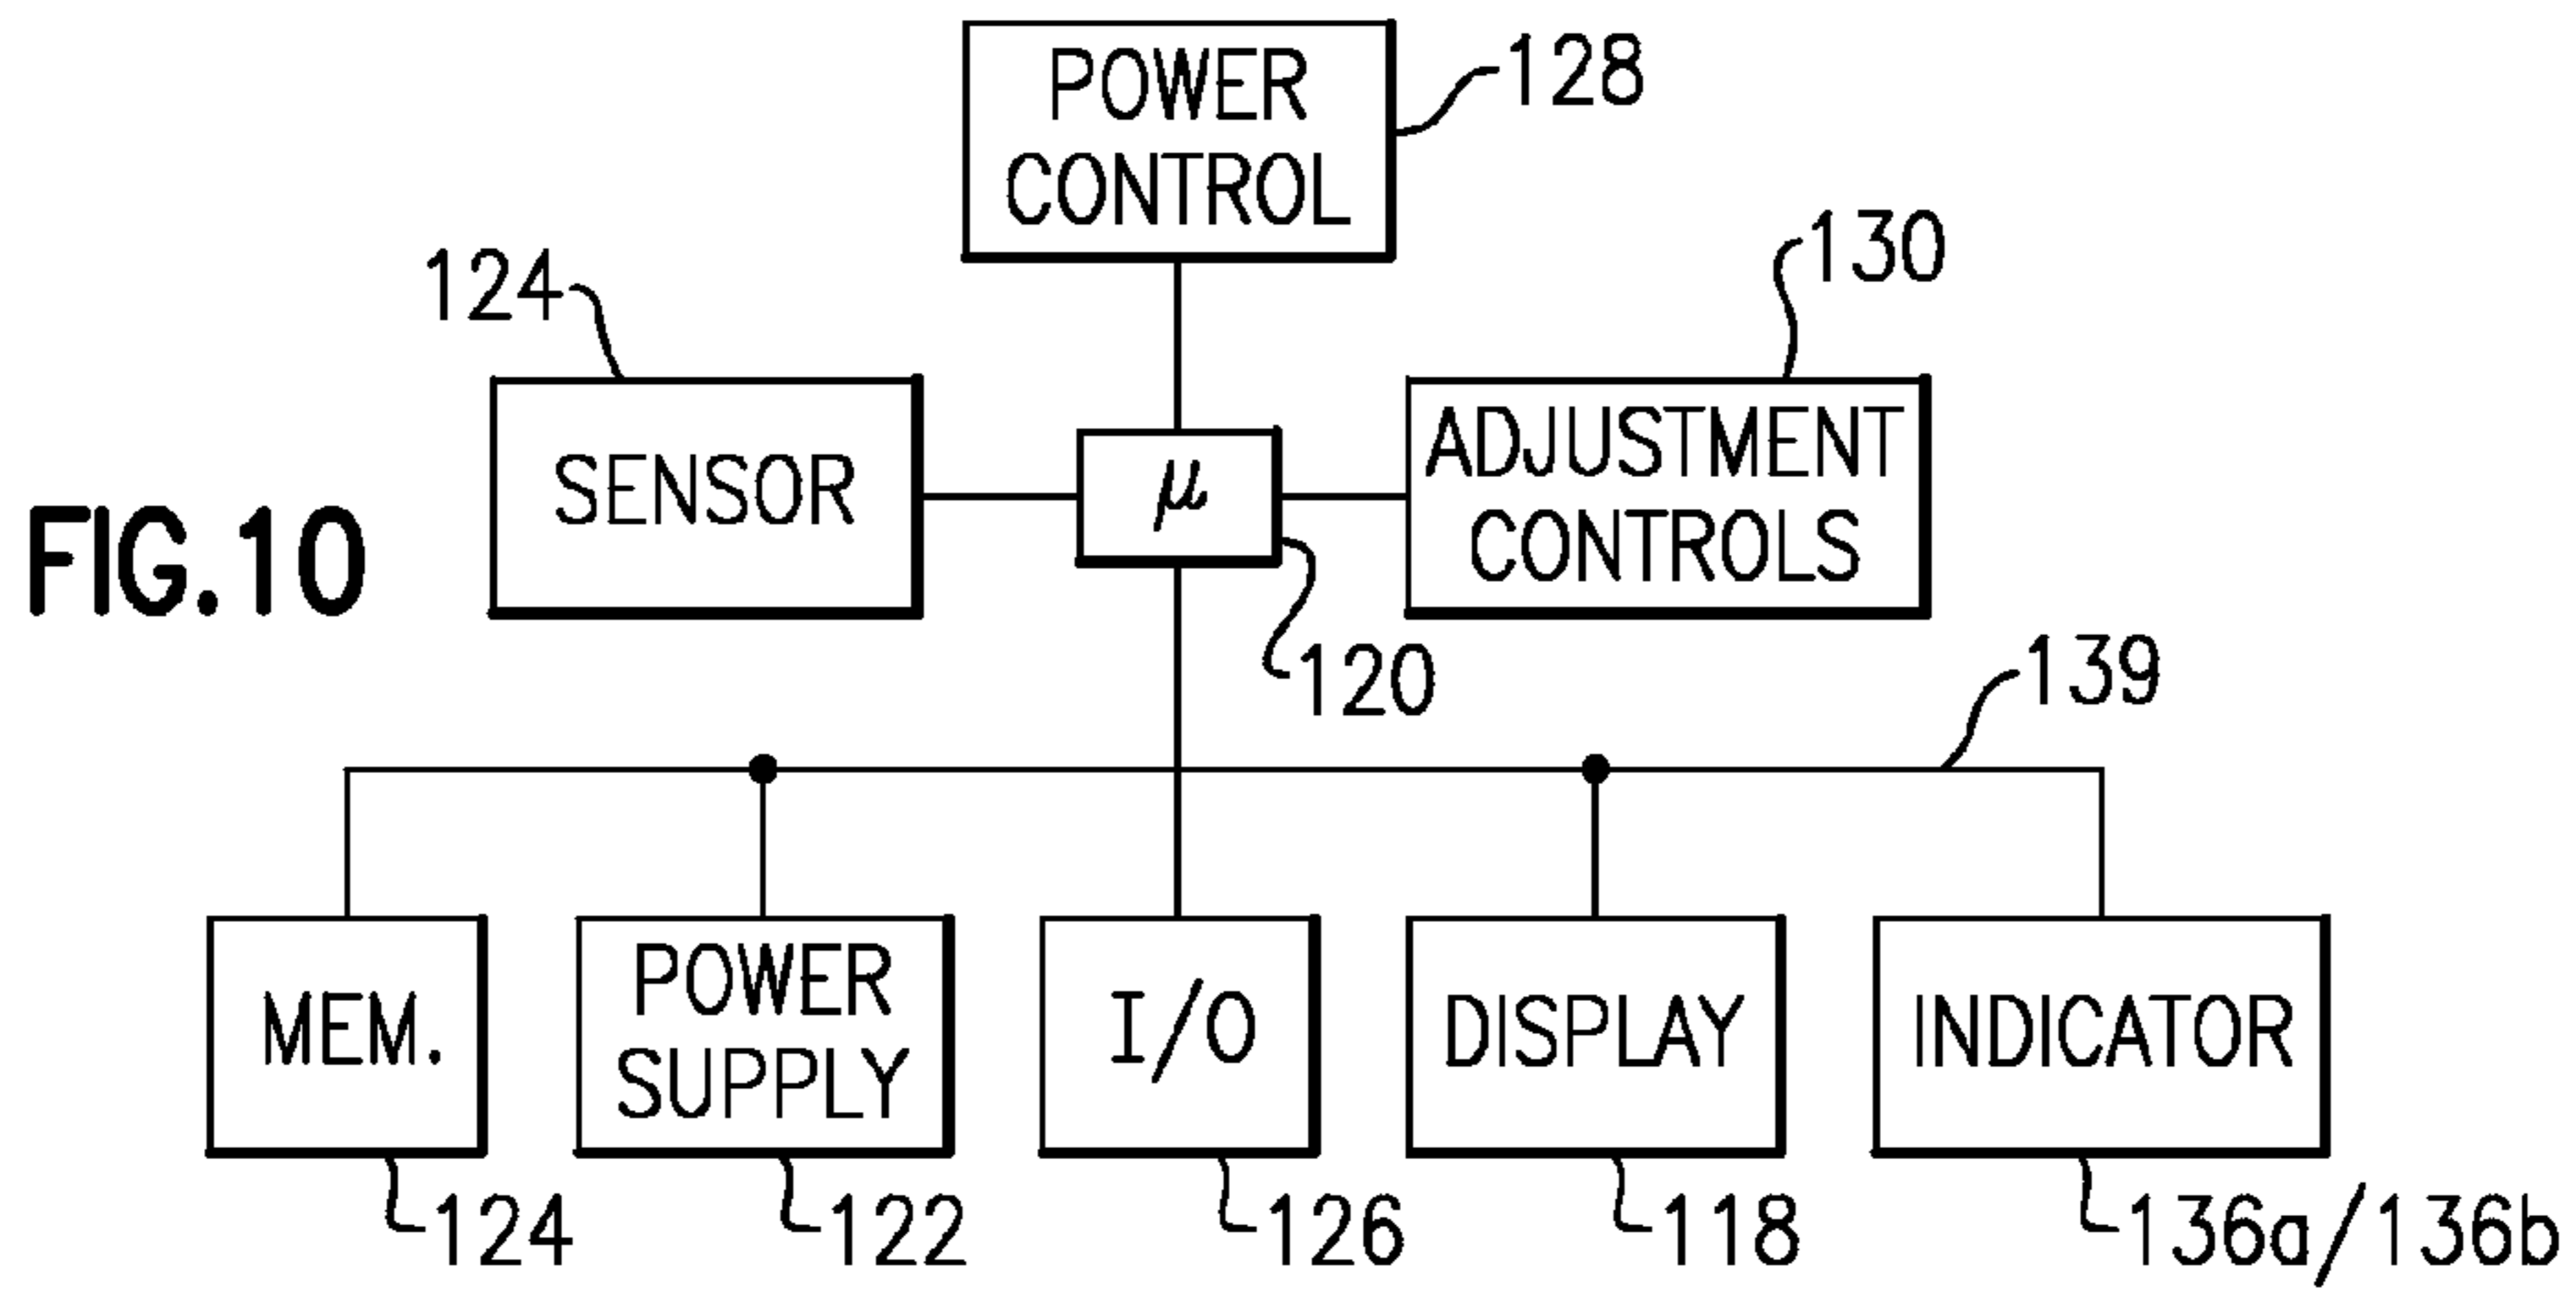 POWER
CONTROL
128
124
SENSOR
μ
120
130
ADJUSTMENT
CONTROLS
FIG.10
139
MEM.
124
POWER
SUPPLY
122
I/O
126
DISPLAY
118
INDICATOR
136a/136b